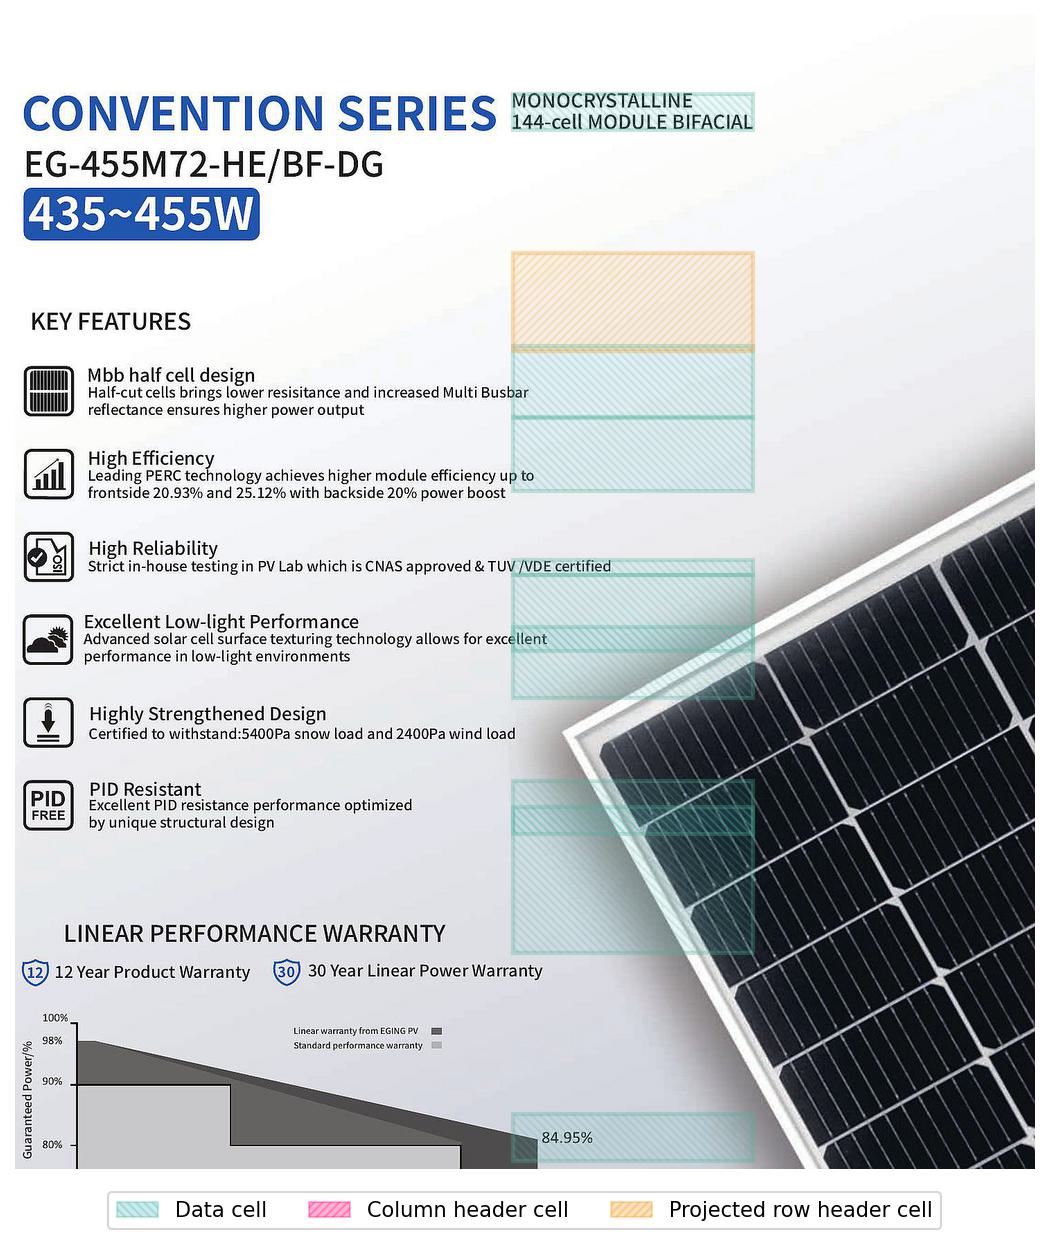 CONVENTION SERIES
MONOCRYSTALLINE
144-cell MODULE BIFACIAL
EG-455M72-HE/BF-DG
435~455W
KEY FEATURES
Mbb half cell design
Half-cut cells brings lower resisitance and increased Multi Busbar
reflectance ensures higher power output
High Efficiency
Leading PERC technology achieves higher module efficiency up to
frontside 20.93% and 25.12% with backside 20% power boost
ISO
High Reliability
Strict in-house testing in PV Lab which is CNAS approved & TUV /VDE certified
Excellent Low-light Performance
Advanced solar cell surface texturing technology allows for excellent
performance in low-light environments
Highly Strengthened Design
Certified to withstand:5400Pa snow load and 2400Pa wind load
PID
FREE
PID Resistant
Excellent PID resistance performance optimized
by unique structural design
LINEAR PERFORMANCE WARRANTY
12 12 Year Product Warranty
30 30 Year Linear Power Warranty
Guaranteed Power/%
100%
98%
90%
80%
Linear warranty from EGING PV
Standard performance warranty
84.95%
Data cell
Column header cell
Projected row header cell